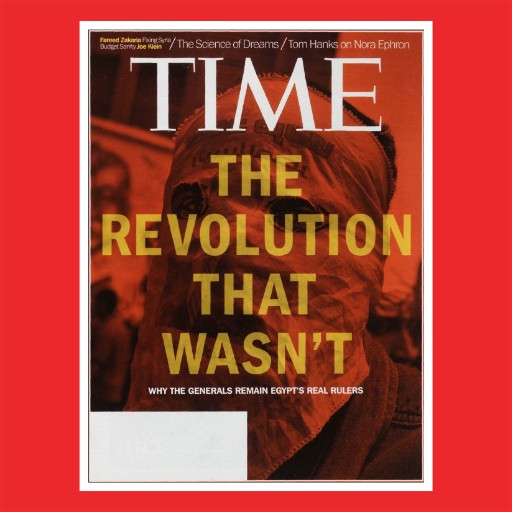 Fareed Zakaria Fixing Syria
Budget Sanity Joe Klein / The Science of Dreams / Tom Hanks on Nora Ephron
TIME
THE
REVOLUTION
THAT
WASN'T
WHY THE GENERALS REMAIN EGYPT'S REAL RULERS